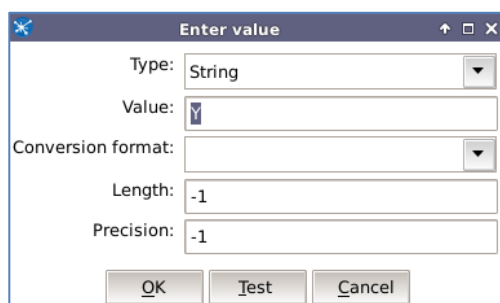 Enter value
Type: String
Value: Y
Conversion format:
Length: -1
Precision: -1
OK Test Cancel